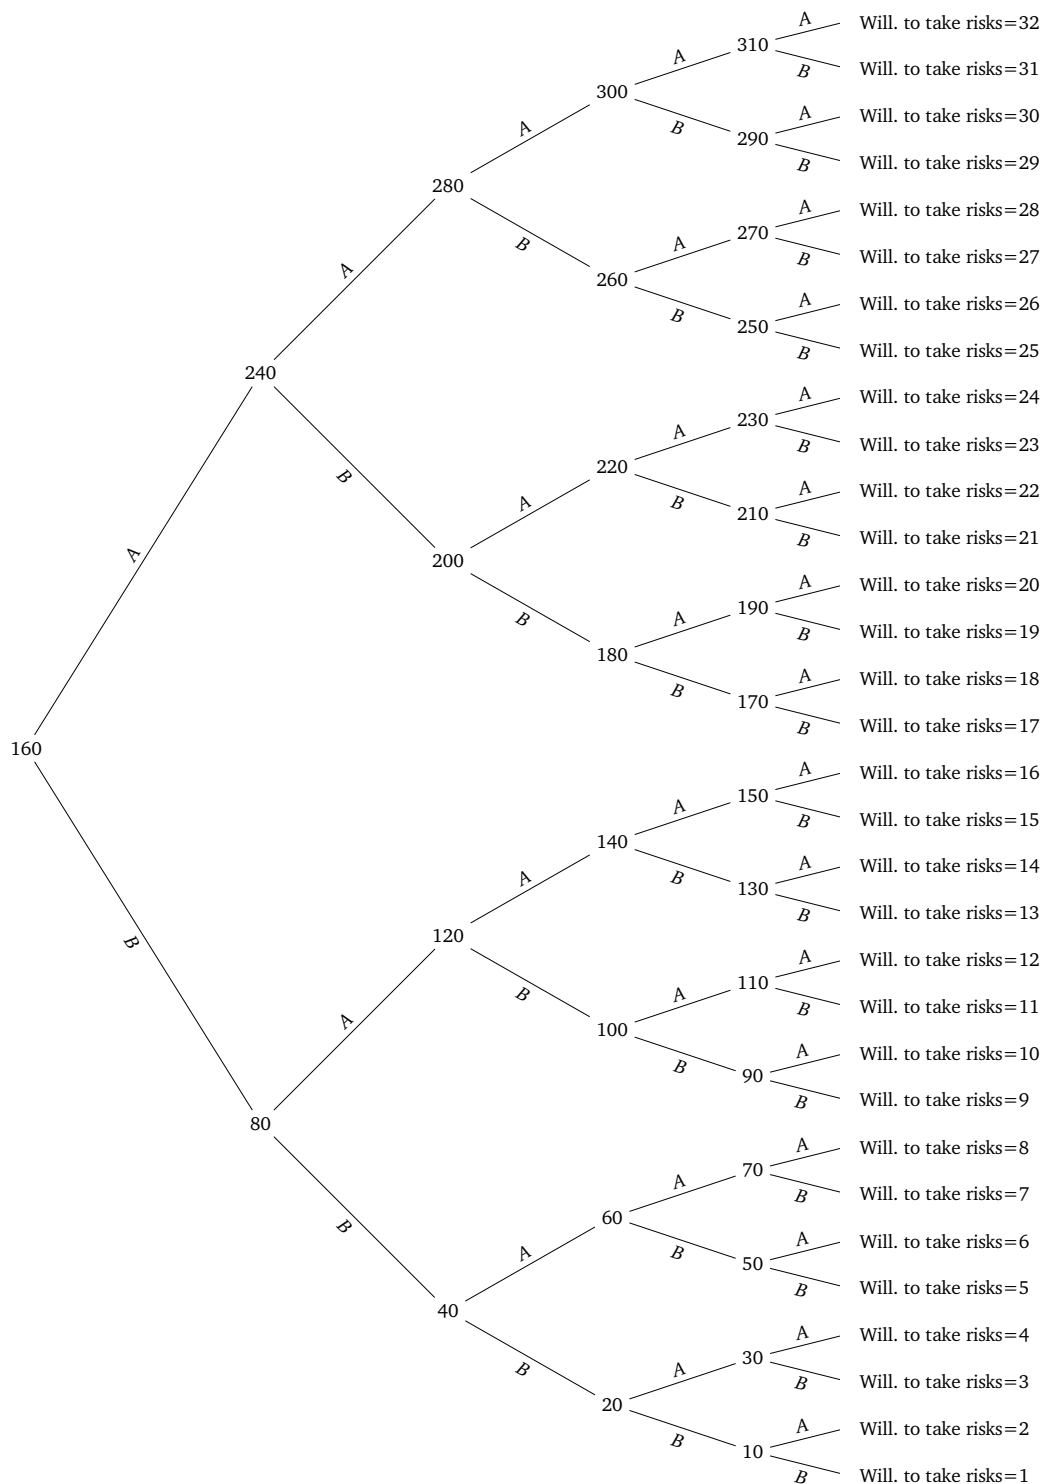 A
Will. to take risks=32
310
A
B
Will. to take risks=31
300
A
Will. to take risks=30
B
290
A
B
Will. to take risks=29
280
A
Will. to take risks=28
270
B
A
B
Will. to take risks=27
260
A
Will. to take risks=26
A
B
250
B
Will. to take risks=25
240
A
Will. to take risks=24
230
A
B
Will. to take risks=23
220
A
Will. to take risks=22
B
A
B
210
B
Will. to take risks=21
200
A
Will. to take risks=20
190
B
A
B
Will. to take risks=19
180
A
Will. to take risks=18
A
B
170
B
Will. to take risks=17
160
A
Will. to take risks=16
150
A
B
Will. to take risks=15
140
A
Will. to take risks=14
A
B
130
B
Will. to take risks=13
B
120
A
Will. to take risks=12
110
B
A
B
Will. to take risks=11
A
100
A
Will. to take risks=10
B
90
B
Will. to take risks=9
80
A
Will. to take risks=8
70
A
B
Will. to take risks=7
60
B
A
Will. to take risks=6
A
B
50
B
Will. to take risks=5
40
A
Will. to take risks=4
30
B
A
B
Will. to take risks=3
20
A
Will. to take risks=2
B
10
B
Will. to take risks=1